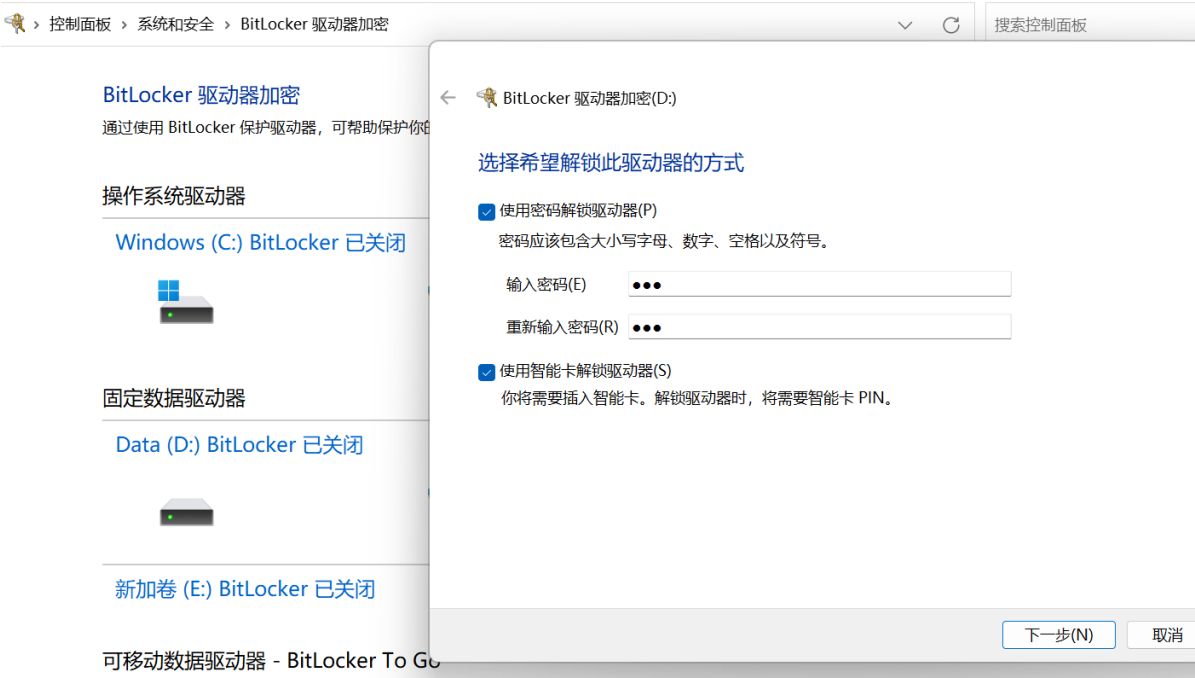 控制面板 › 系统和安全 › BitLocker 驱动器加密
搜索控制面板
BitLocker 驱动器加密
通过使用 BitLocker 保护驱动器，可帮助保护你
操作系统驱动器
Windows (C:) BitLocker 已关闭
固定数据驱动器
Data (D:) BitLocker 已关闭
新加卷 (E:) BitLocker 已关闭
可移动数据驱动器 - BitLocker To Go
BitLocker 驱动器加密(D:)
选择希望解锁此驱动器的方式
使用密码解锁驱动器(P)
密码应该包含大小写字母、数字、空格以及符号。
输入密码(E) ●●●
重新输入密码(R) ●●●
使用智能卡解锁驱动器(S)
你将需要插入智能卡。解锁驱动器时，将需要智能卡 PIN。
下一步(N) 取消